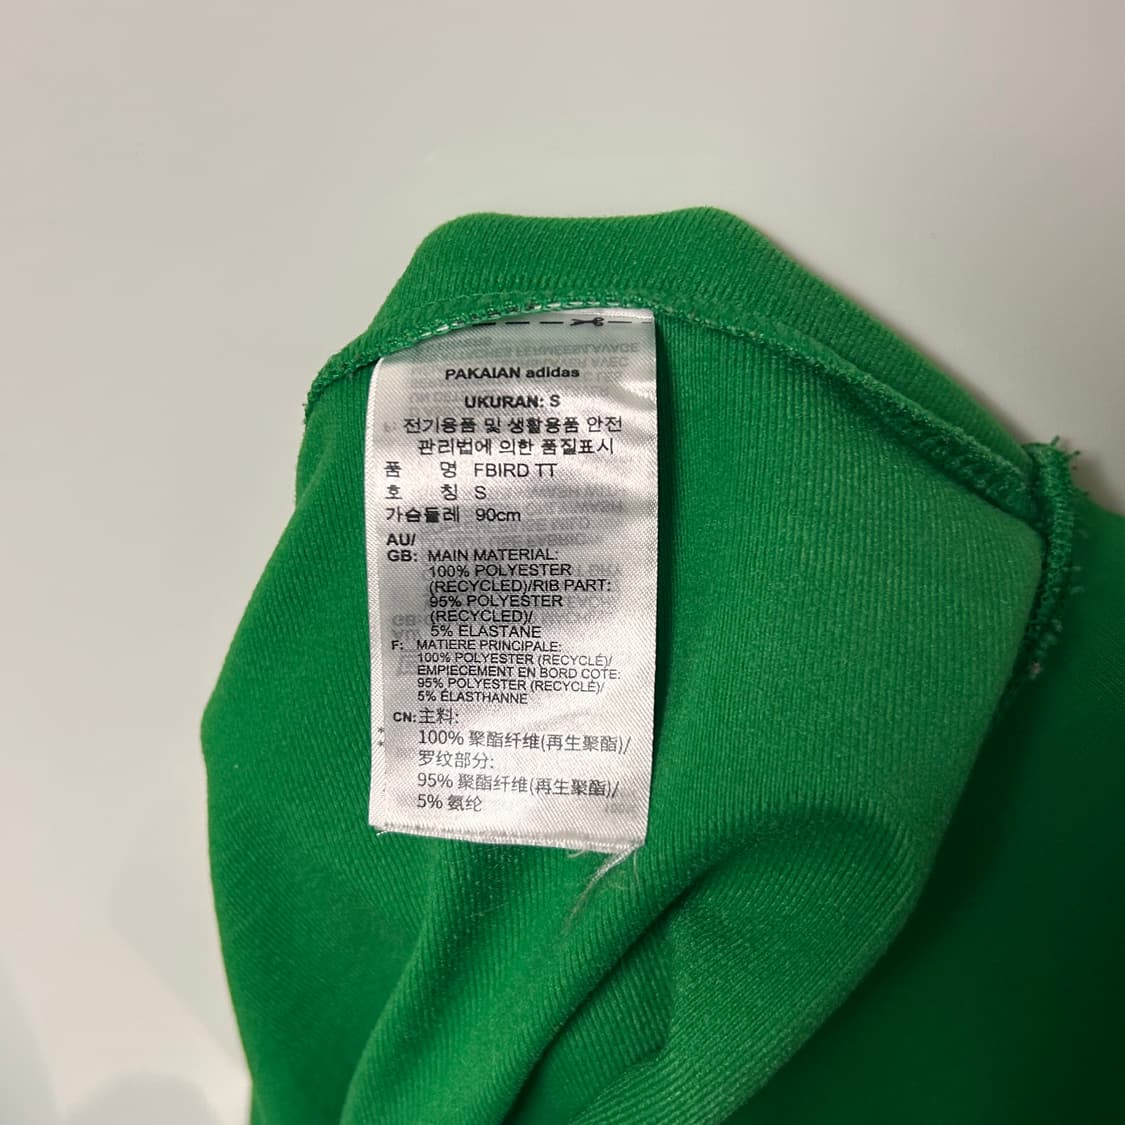 PAKAIAN adidas
UKURAN: S
전기용품 및 생활용품 안전
관리법에 의한 품질표시
품 명 FBIRD TT
호 칭 S
가슴둘레 90cm
AU/
GB: MAIN MATERIAL:
100% POLYESTER
(RECYCLED)/RIB PART:
95% POLYESTER
(RECYCLED)/
5% ELASTANE
F: MATIERE PRINCIPALE:
100% POLYESTER (RECYCLÉ)/
EMPIECEMENT EN BORD COTE:
95% POLYESTER (RECYCLÉ)/
5% ÉLASTHANNE
CN: 主料:
100% 聚酯纤维(再生聚酯)/
罗纹部分:
95% 聚酯纤维(再生聚酯)/
5% 氨纶